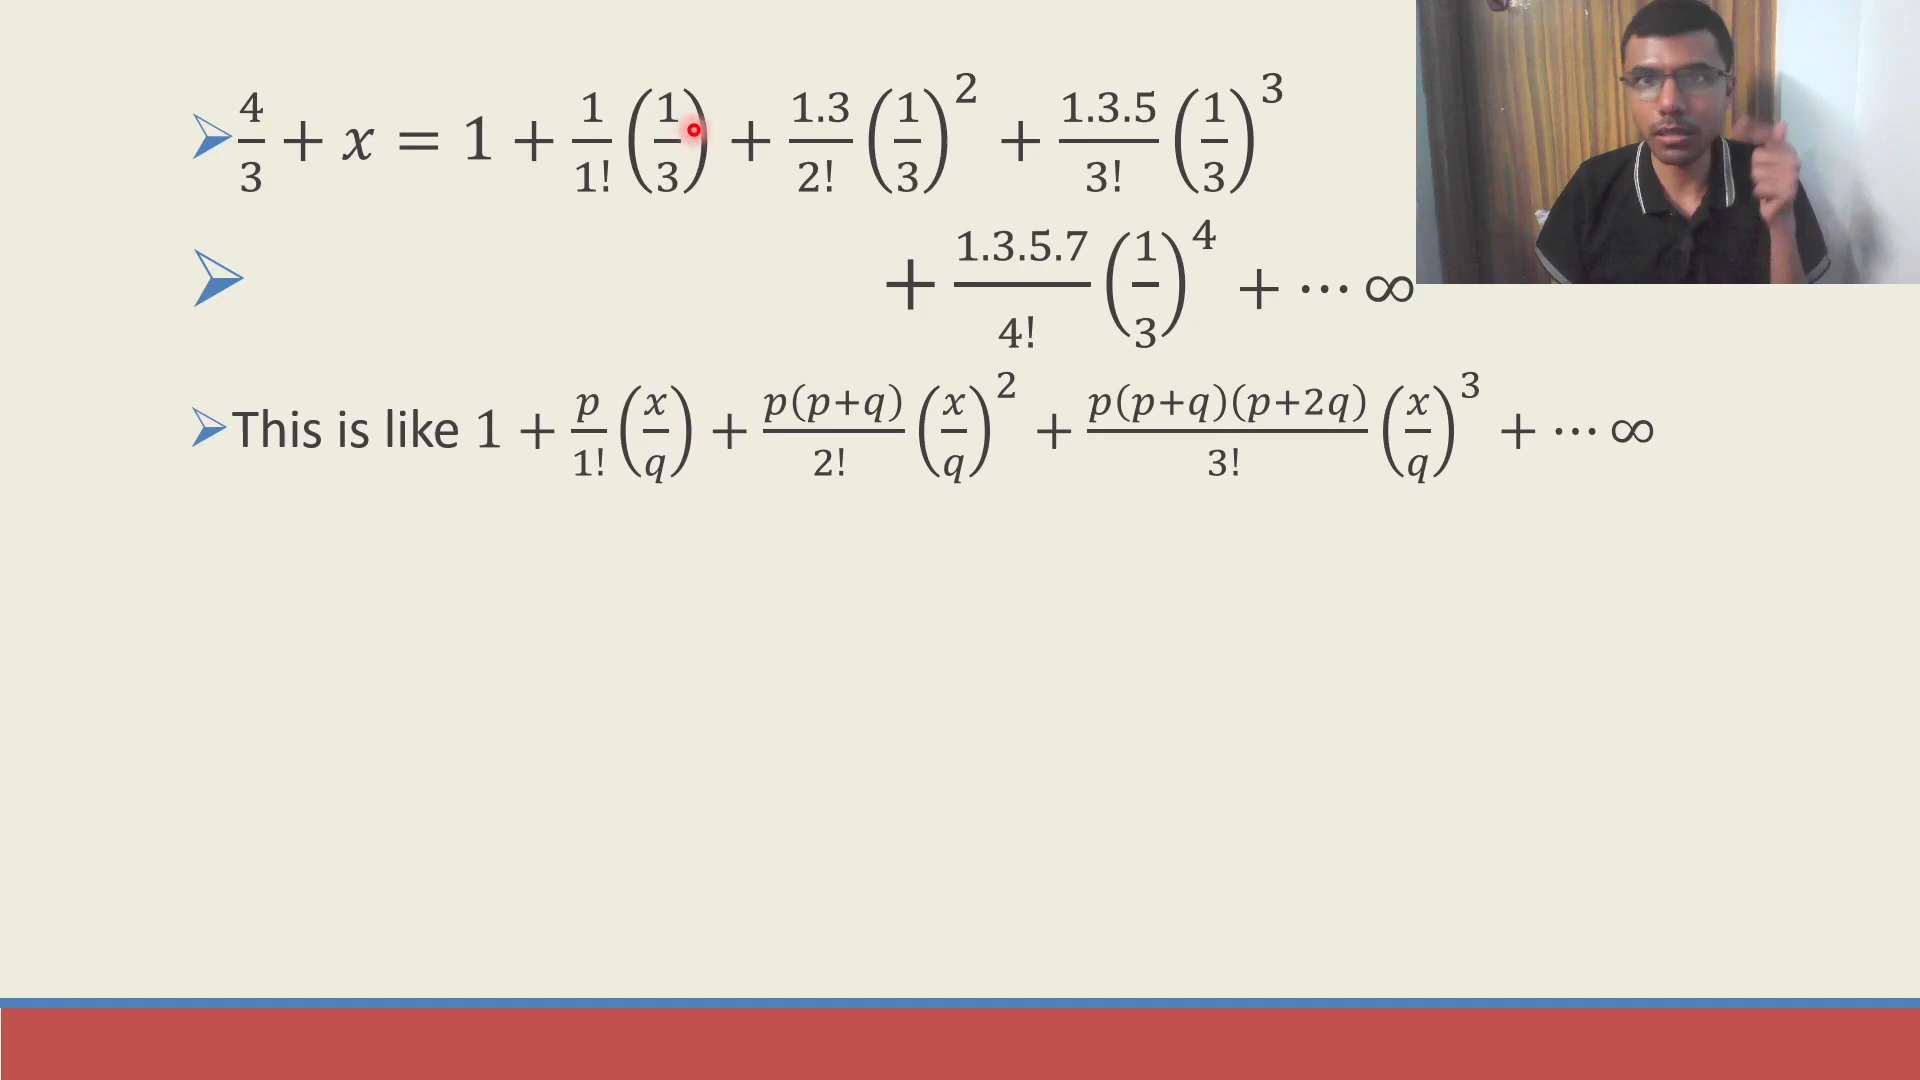 4/3 + x = 1 + 1/1! (1/3) + 1.3/2! (1/3)² + 1.3.5/3! (1/3)³
+ 1.3.5.7/4! (1/3)⁴ + ⋯ ∞
This is like 1 + p/1! (x/q) + p(p+q)/2! (x/q)² + p(p+q)(p+2q)/3! (x/q)³ + ⋯ ∞